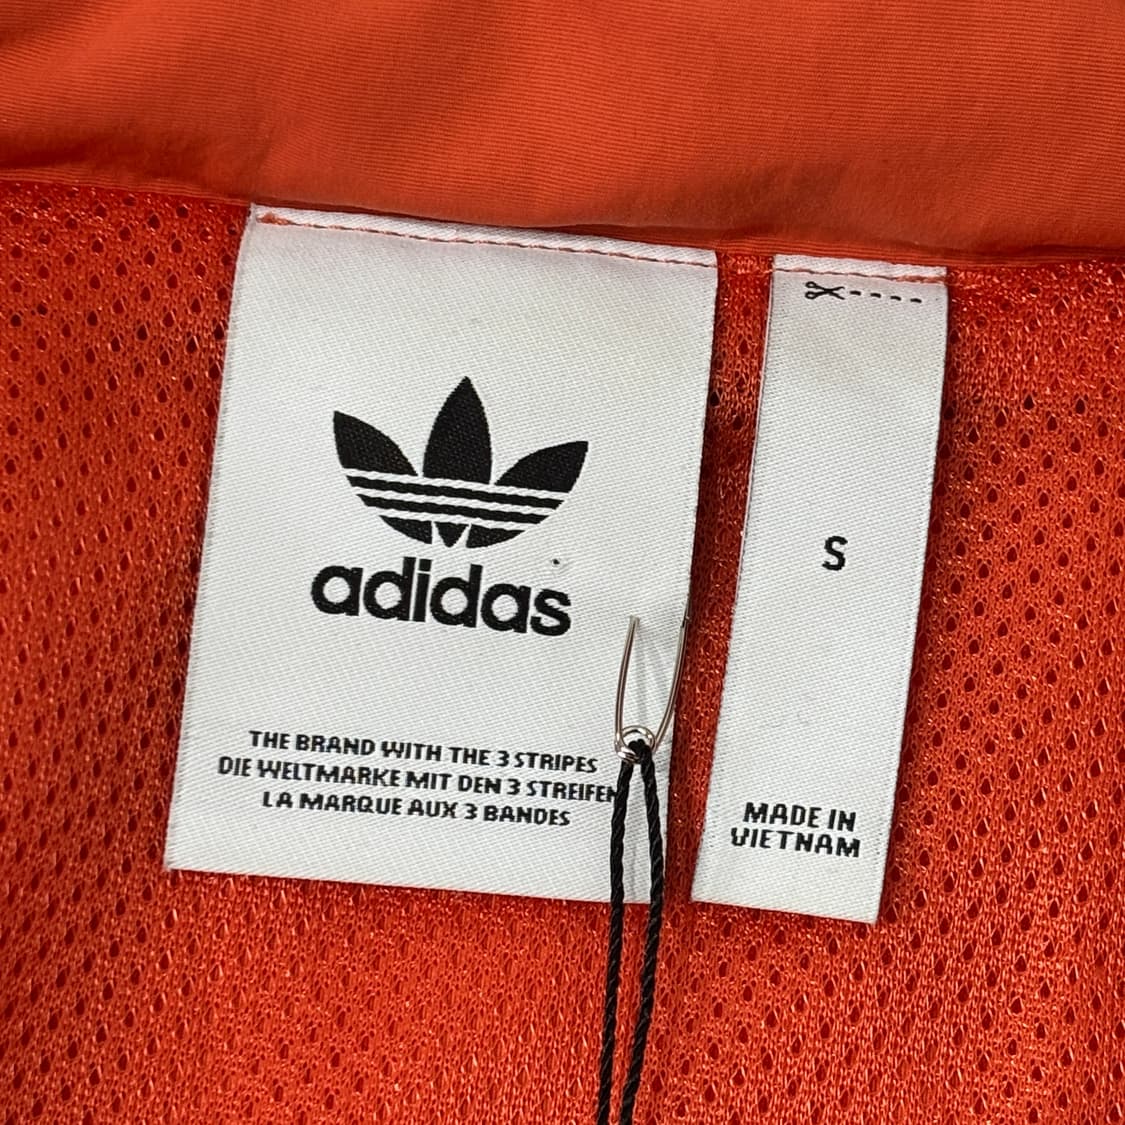 adidas
THE BRAND WITH THE 3 STRIPES
DIE WELTMARKE MIT DEN 3 STREIFEN
LA MARQUE AUX 3 BANDES
S
MADE IN
VIETNAM